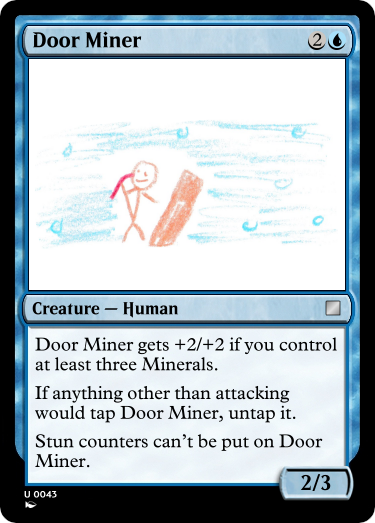 Door Miner 2
Creature — Human
Door Miner gets +2/+2 if you control
at least three Minerals.
If anything other than attacking
would tap Door Miner, untap it.
Stun counters can't be put on Door
Miner.
2/3
U 0043